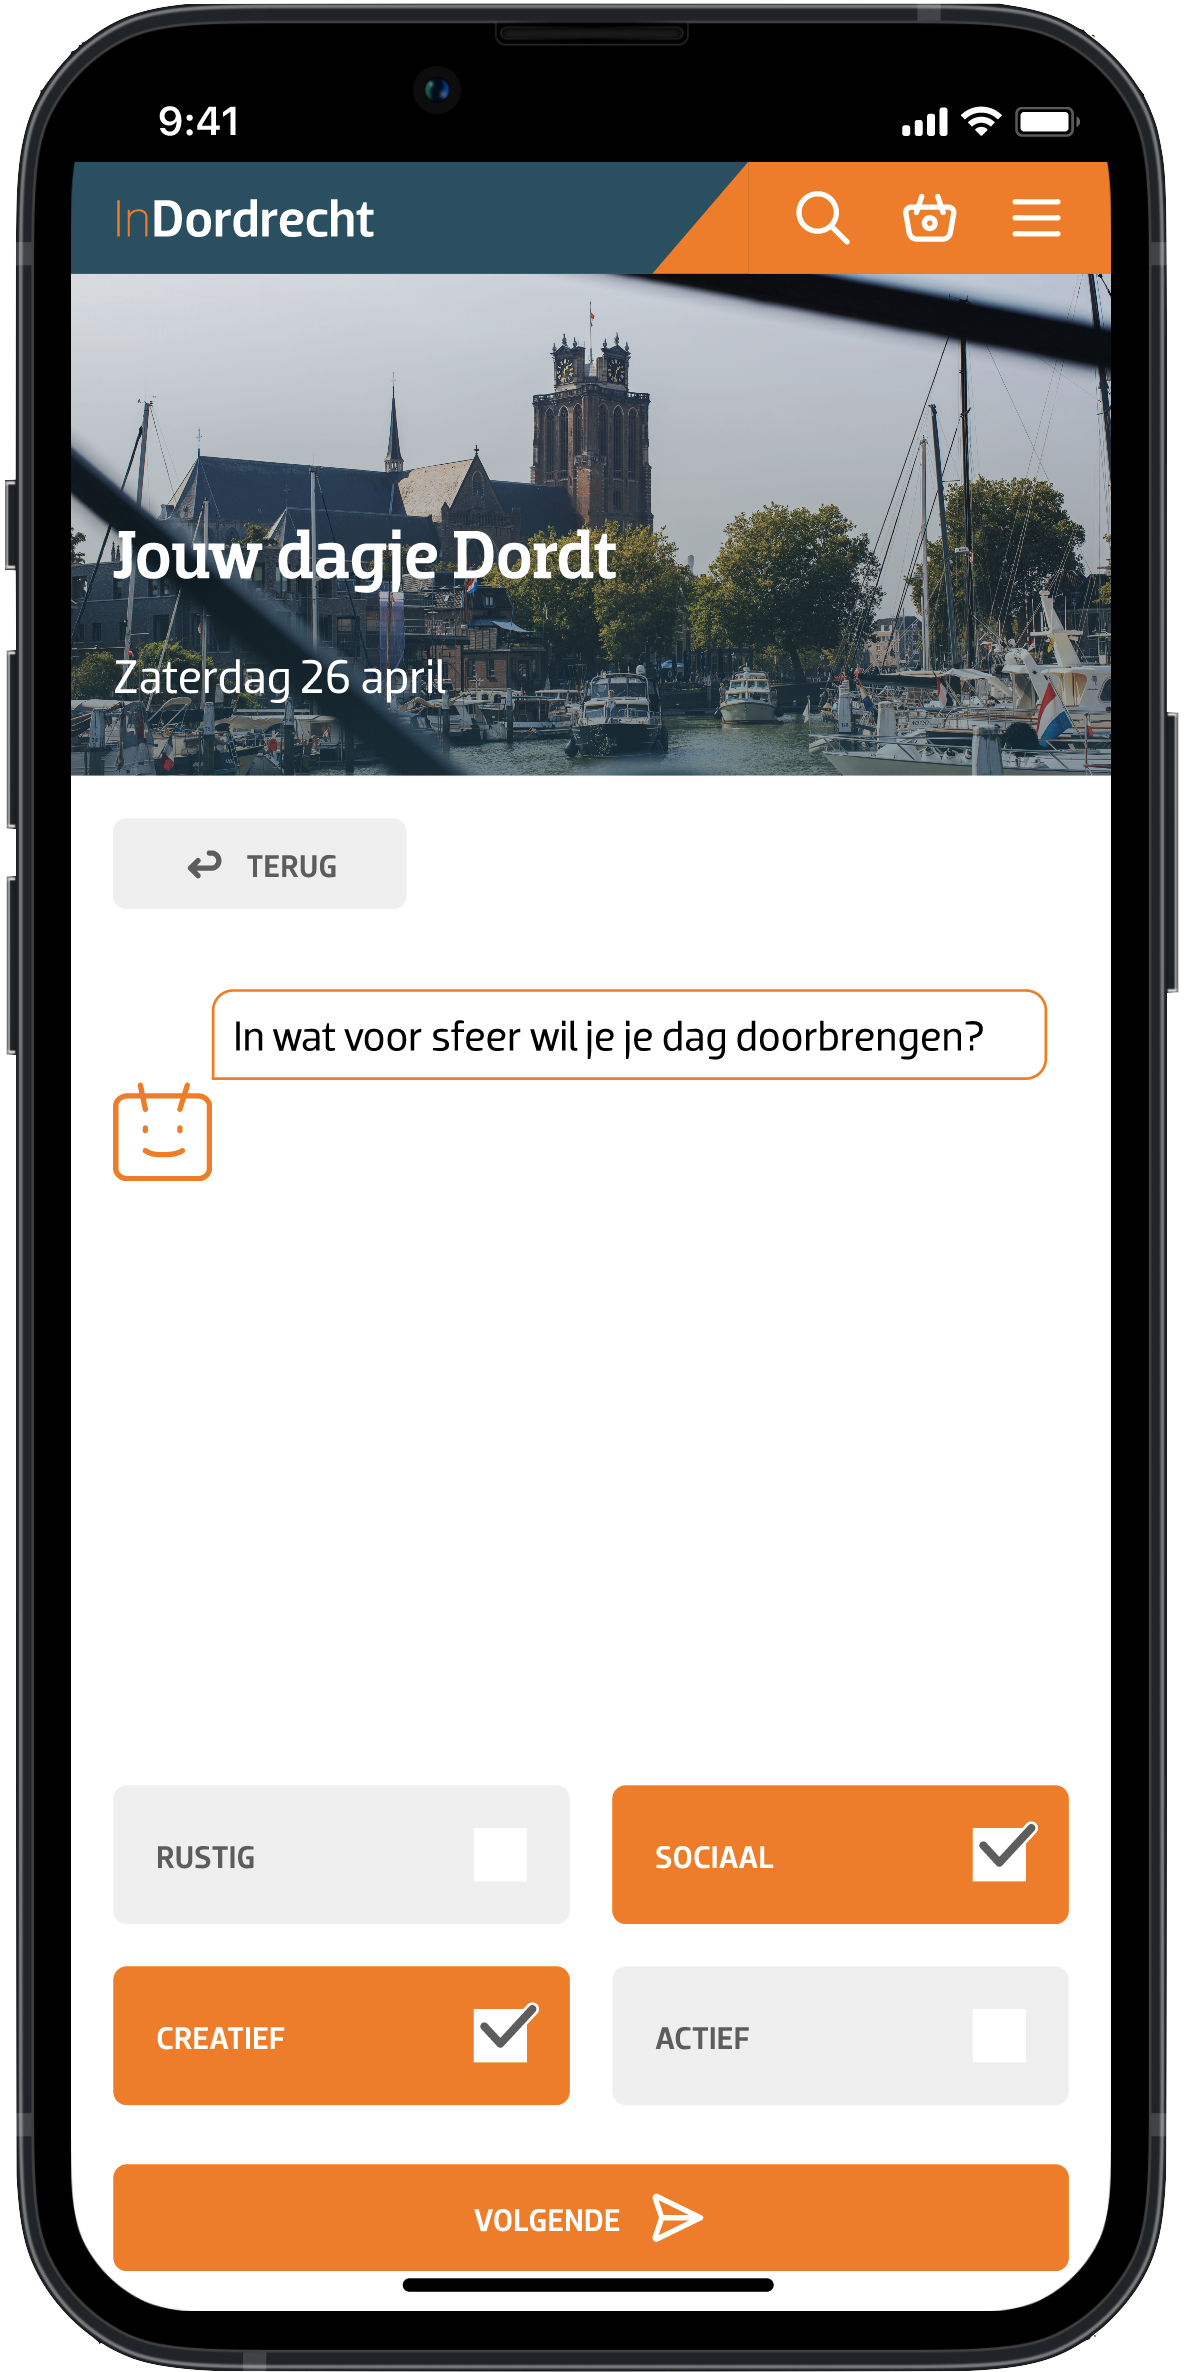 9:41
InDordrecht
Jouw dagje Dordt
Zaterdag 26 april
TERUG
In wat voor sfeer wil je je dag doorbrengen?
RUSTIG
SOCIAAL
CREATIEF
ACTIEF
VOLGENDE